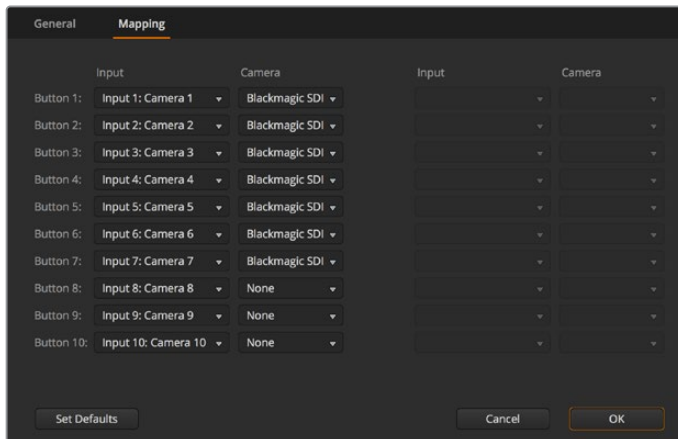 General Mapping
Input Camera Input Camera
Button 1: Input 1: Camera 1 Blackmagic SDI
Button 2: Input 2: Camera 2 Blackmagic SDI
Button 3: Input 3: Camera 3 Blackmagic SDI
Button 4: Input 4: Camera 4 Blackmagic SDI
Button 5: Input 5: Camera 5 Blackmagic SDI
Button 6: Input 6: Camera 6 Blackmagic SDI
Button 7: Input 7: Camera 7 Blackmagic SDI
Button 8: Input 8: Camera 8 None
Button 9: Input 9: Camera 9 None
Button 10: Input 10: Camera 10 None
Set Defaults Cancel OK